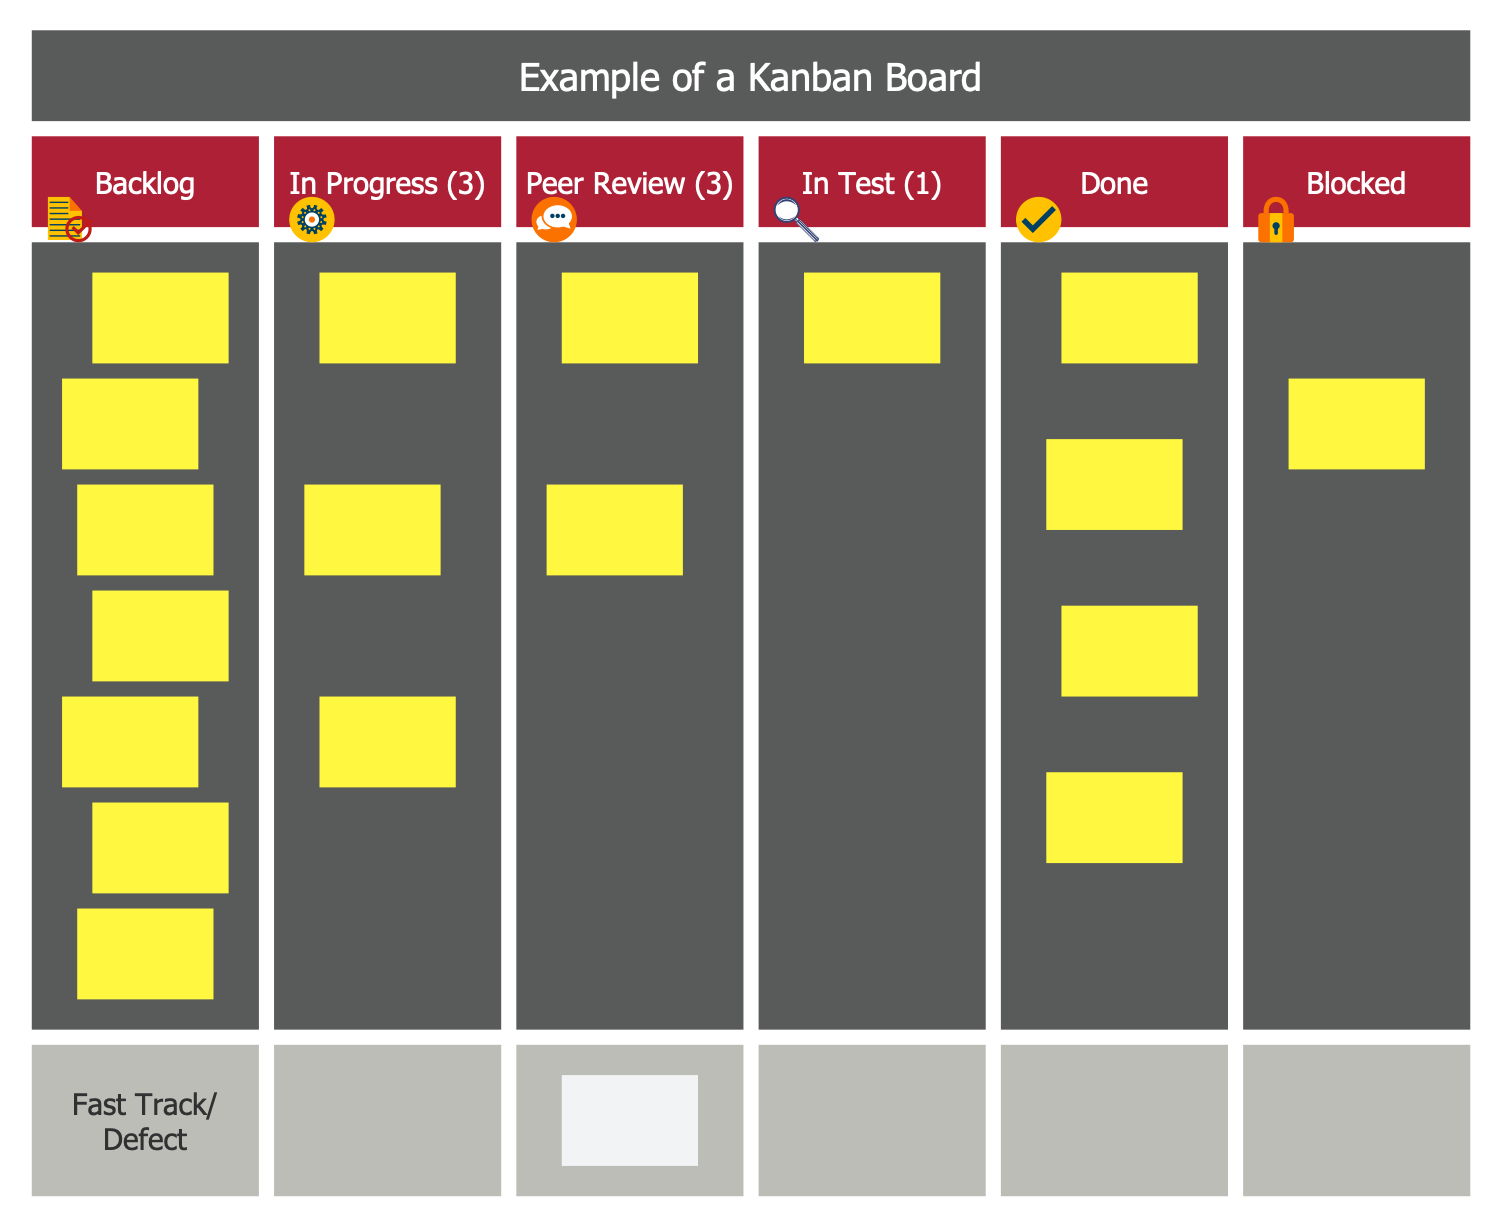 Example of a Kanban Board
Backlog
In Progress (3)
Peer Review (3)
In Test (1)
Done
Blocked
Fast Track/
Defect